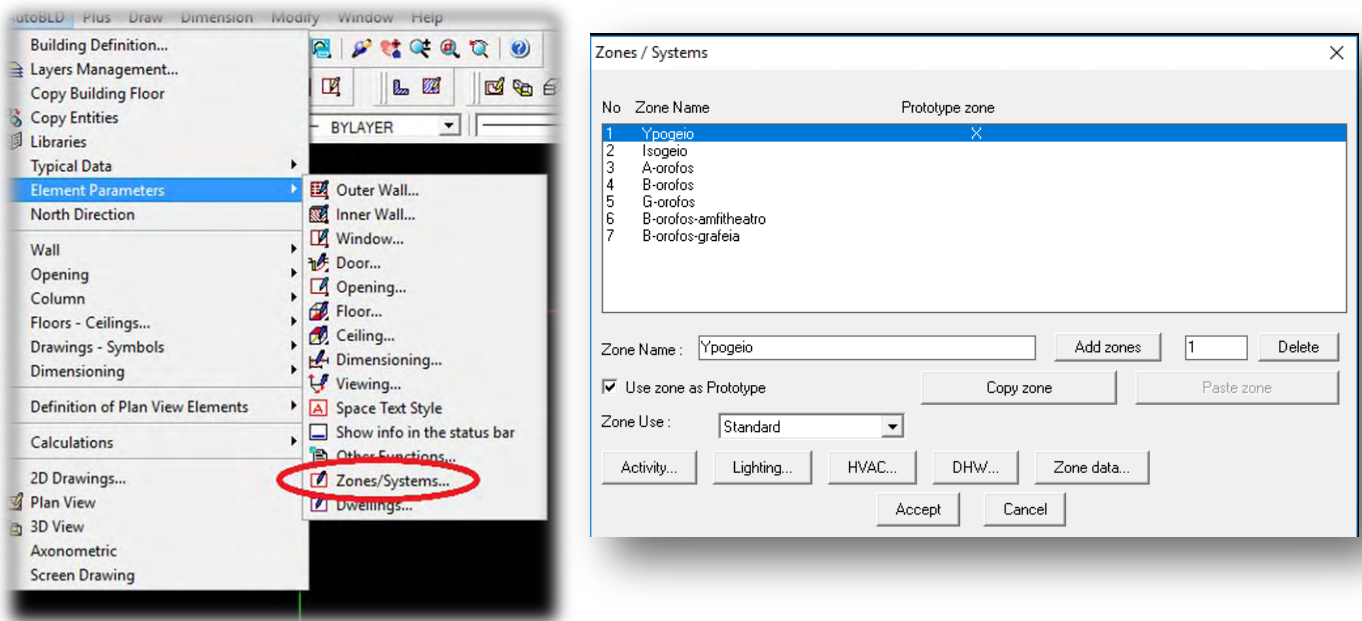 AutoBLD Plus Draw Dimension Modify Window Help
Building Definition...
Layers Management...
Copy Building Floor
Copy Entities
Libraries
Typical Data
Element Parameters
North Direction
Wall
Opening
Column
Floors - Ceilings...
Drawings - Symbols
Dimensioning
Definition of Plan View Elements
Calculations
2D Drawings...
Plan View
3D View
Axonometric
Screen Drawing
BYLAYER
Outer Wall...
Inner Wall...
Window...
Door...
Opening...
Floor...
Ceiling...
Dimensioning...
Viewing...
A Space Text Style
Show info in the status bar
Other Functions...
Zones/Systems...
Dwellings...
Zones / Systems
No Zone Name Prototype zone
1 Ypogeio X
2 Isogeio
3 A-orofos
4 B-orofos
5 G-orofos
6 B-orofos-amfitheatro
7 B-orofos-grafeia
Zone Name : Ypogeio Add zones 1 Delete
Use zone as Prototype Copy zone Paste zone
Zone Use : Standard
Activity... Lighting... HVAC... DHW... Zone data...
Accept Cancel